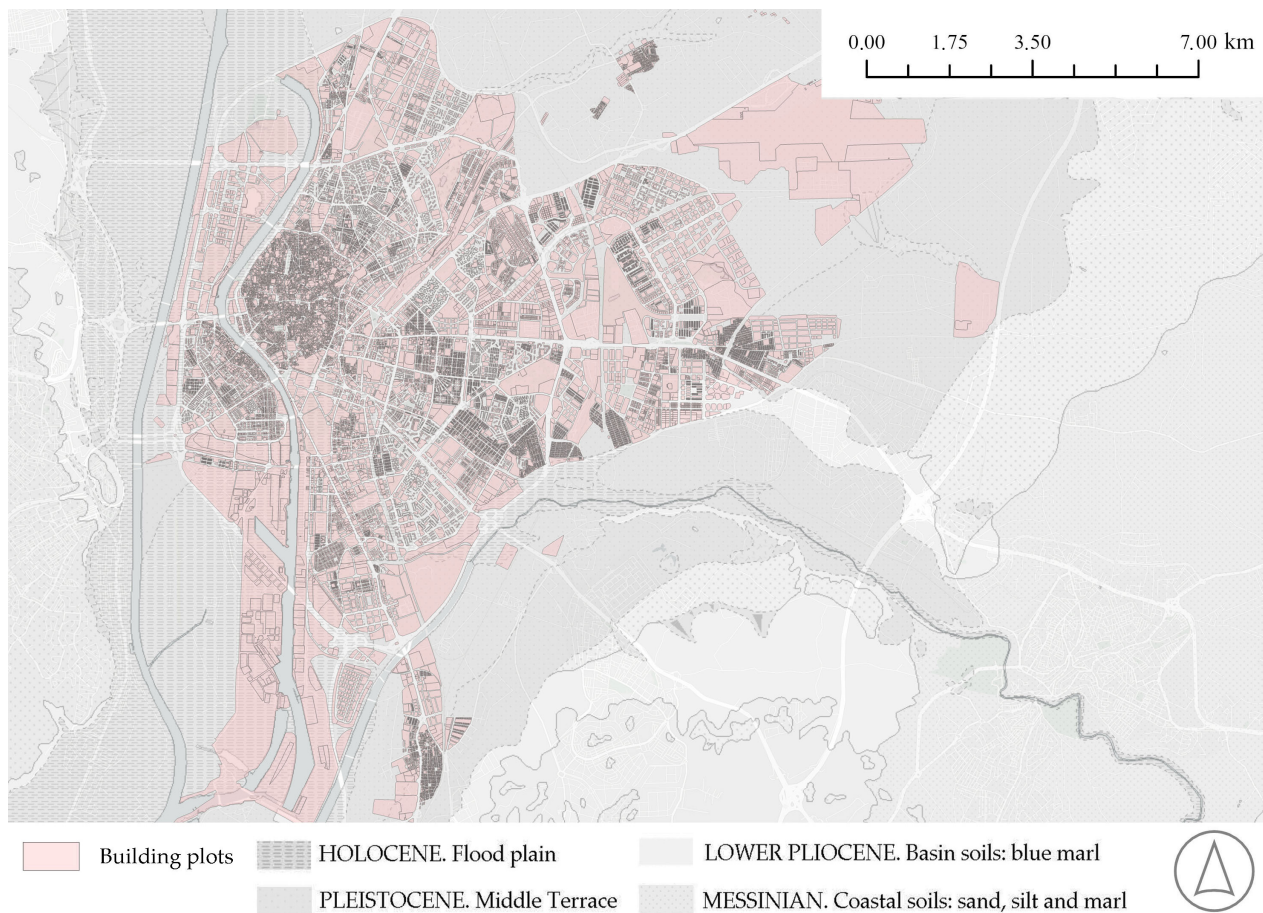 0.00 1.75 3.50 7.00 km
Building plots
HOLOCENE. Flood plain
LOWER PLIOCENE. Basin soils: blue marl
PLEISTOCENE. Middle Terrace
MESSINIAN. Coastal soils: sand, silt and marl